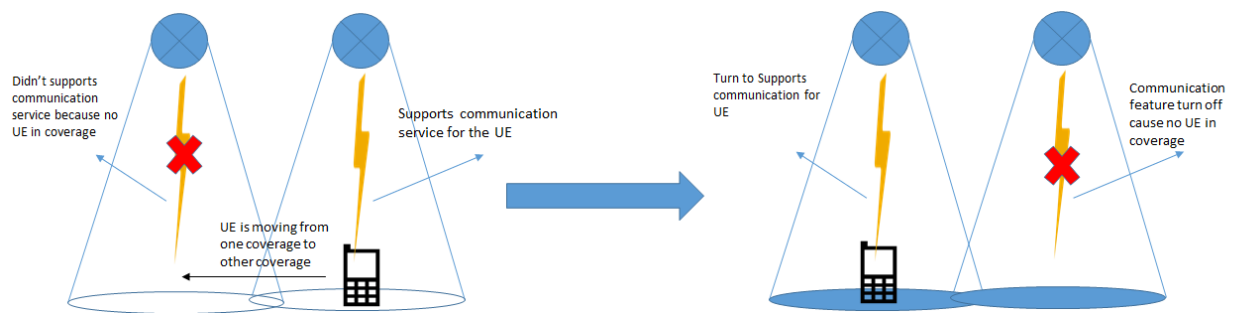 Didn't supports
communication
service because no
UE in coverage
Supports communication
service for the UE
UE is moving from
one coverage to
other coverage
Turn to Supports
communication for
UE
Communication
feature turn off
cause no UE in
coverage